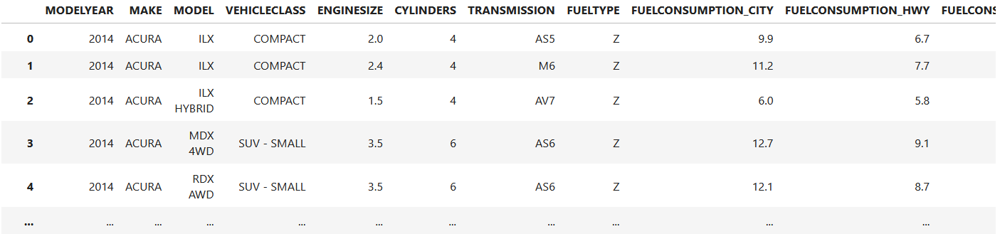 MODELYEAR MAKE MODEL VEHICLECLASS ENGINESIZE CYLINDERS TRANSMISSION FUELTYPE FUELCONSUMPTION_CITY FUELCONSUMPTION_HWY FUELCONS
0 2014 ACURA ILX COMPACT 2.0 4 AS5 Z 9.9 6.7
1 2014 ACURA ILX COMPACT 2.4 4 M6 Z 11.2 7.7
2 2014 ACURA ILX HYBRID COMPACT 1.5 4 AV7 Z 6.0 5.8
3 2014 ACURA MDX 4WD SUV - SMALL 3.5 6 AS6 Z 12.7 9.1
4 2014 ACURA RDX AWD SUV - SMALL 3.5 6 AS6 Z 12.1 8.7
... ... ... ... ... ... ... ... ... ... ...